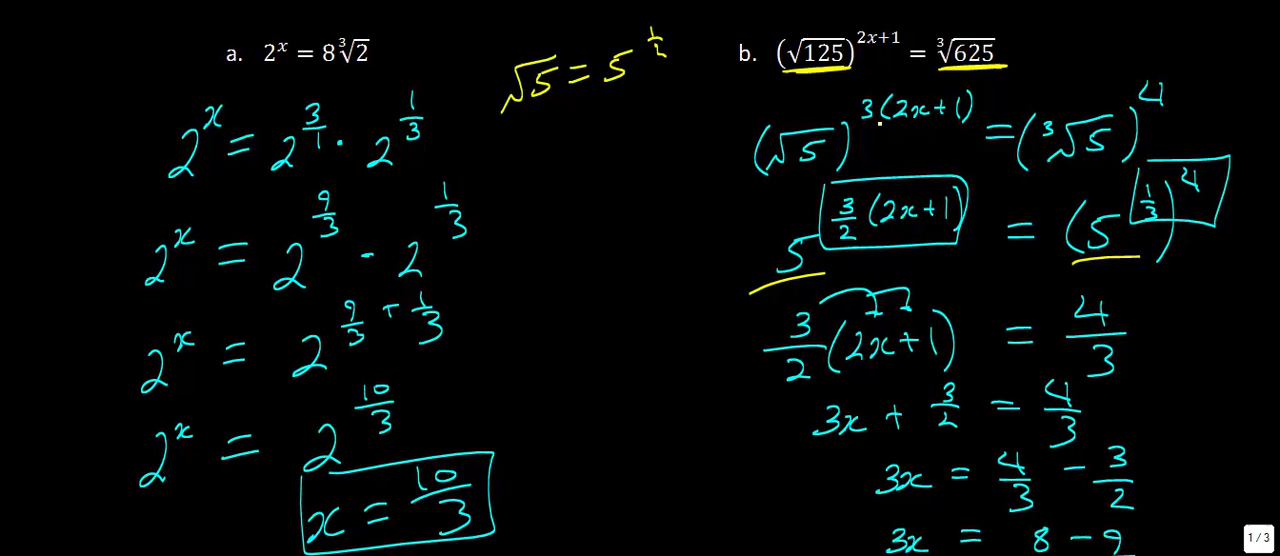 a. 2^x = 8∛2
2^x = 2^(3/1) · 2^(1/3)
2^x = 2^(9/3) - 2^(1/3)
2^x = 2^(9/3 + 1/3)
2^x = 2^(10/3)
x = 10/3
√5 = 5^(1/2)
b. (√125)^(2x+1) = ∛625
(√5)^(3(2x+1)) = (∛5)^4
5^(3/2 (2x+1)) = (5^(1/3))^4
3/2 (2x+1) = 4/3
3x + 3/2 = 4/3
3x = 4/3 - 3/2
3x = 8 - 9
1 / 3